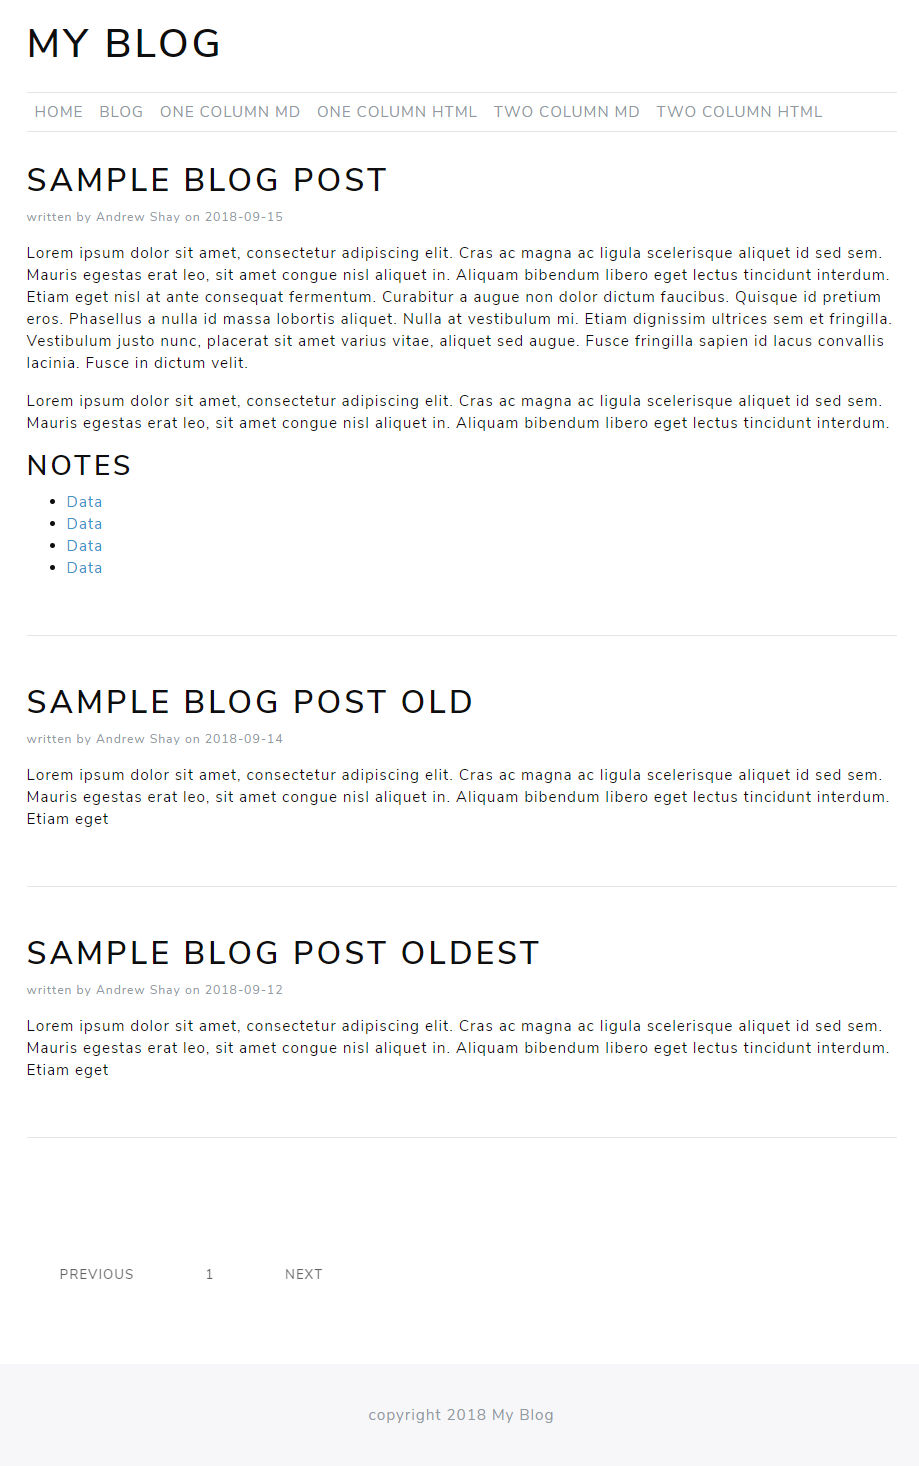 MY BLOG
HOME BLOG ONE COLUMN MD ONE COLUMN HTML TWO COLUMN MD TWO COLUMN HTML
SAMPLE BLOG POST
written by Andrew Shay on 2018-09-15
Lorem ipsum dolor sit amet, consectetur adipiscing elit. Cras ac magna ac ligula scelerisque aliquet id sed sem.
Mauris egestas erat leo, sit amet congue nisl aliquet in. Aliquam bibendum libero eget lectus tincidunt interdum.
Etiam eget nisl at ante consequat fermentum. Curabitur a augue non dolor dictum faucibus. Quisque id pretium
eros. Phasellus a nulla id massa lobortis aliquet. Nulla at vestibulum mi. Etiam dignissim ultrices sem et fringilla.
Vestibulum justo nunc, placerat sit amet varius vitae, aliquet sed augue. Fusce fringilla sapien id lacus convallis
lacinia. Fusce in dictum velit.
Lorem ipsum dolor sit amet, consectetur adipiscing elit. Cras ac magna ac ligula scelerisque aliquet id sed sem.
Mauris egestas erat leo, sit amet congue nisl aliquet in. Aliquam bibendum libero eget lectus tincidunt interdum.
NOTES
• Data
• Data
• Data
• Data
SAMPLE BLOG POST OLD
written by Andrew Shay on 2018-09-14
Lorem ipsum dolor sit amet, consectetur adipiscing elit. Cras ac magna ac ligula scelerisque aliquet id sed sem.
Mauris egestas erat leo, sit amet congue nisl aliquet in. Aliquam bibendum libero eget lectus tincidunt interdum.
Etiam eget
SAMPLE BLOG POST OLDEST
written by Andrew Shay on 2018-09-12
Lorem ipsum dolor sit amet, consectetur adipiscing elit. Cras ac magna ac ligula scelerisque aliquet id sed sem.
Mauris egestas erat leo, sit amet congue nisl aliquet in. Aliquam bibendum libero eget lectus tincidunt interdum.
Etiam eget
PREVIOUS 1 NEXT
copyright 2018 My Blog